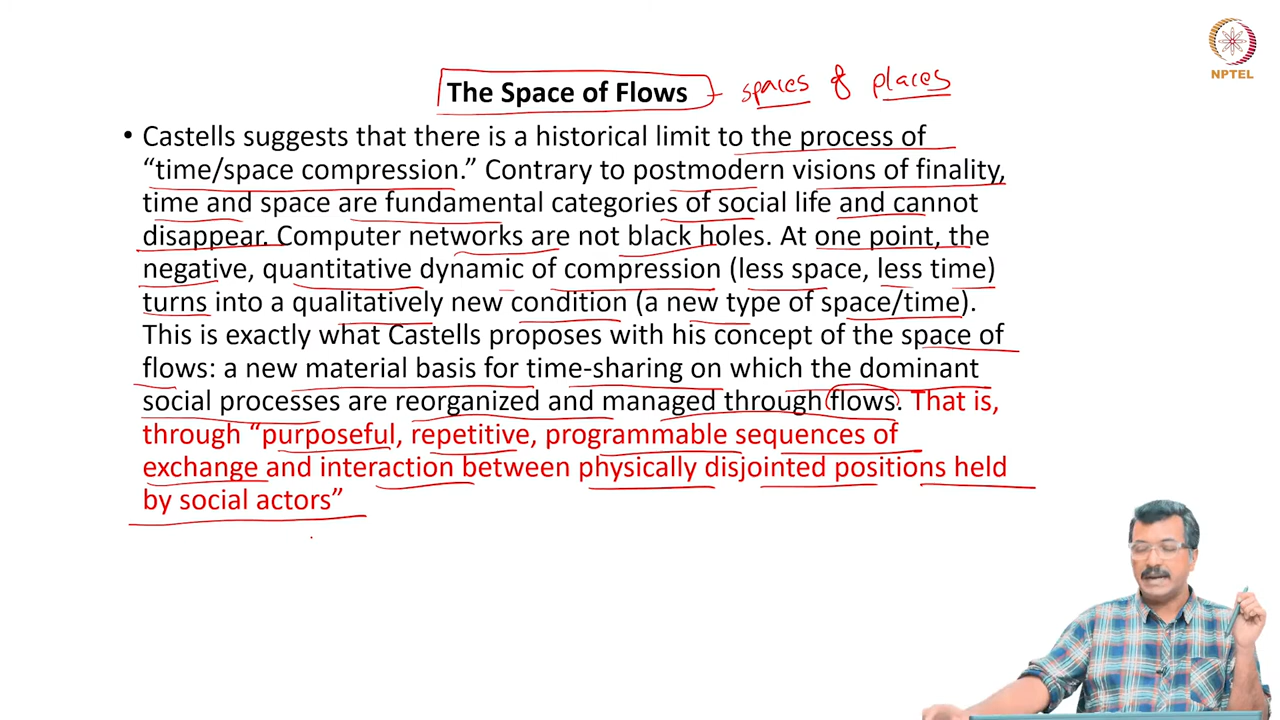 NPTEL
The Space of Flows - spaces of places
• Castells suggests that there is a historical limit to the process of
“time/space compression.” Contrary to postmodern visions of finality,
time and space are fundamental categories of social life and cannot
disappear. Computer networks are not black holes. At one point, the
negative, quantitative dynamic of compression (less space, less time)
turns into a qualitatively new condition (a new type of space/time).
This is exactly what Castells proposes with his concept of the space of
flows: a new material basis for time-sharing on which the dominant
social processes are reorganized and managed through flows. That is,
through “purposeful, repetitive, programmable sequences of
exchange and interaction between physically disjointed positions held
by social actors”